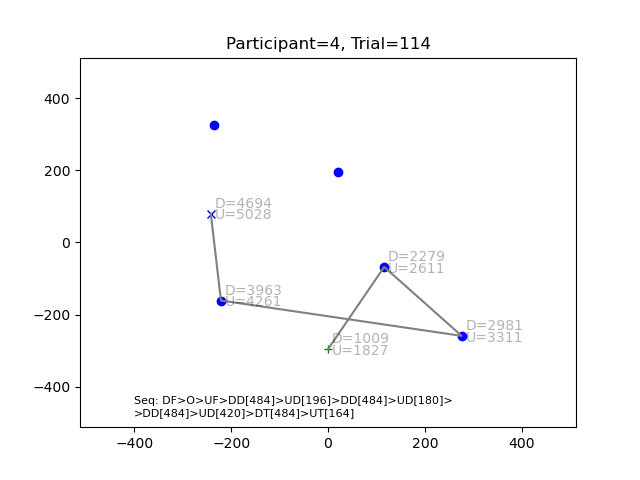 Participant=4, Trial=114
400
200
0
−200
−400
D=4694
U=5028
D=2279
U=2611
D=3963
U=4261
D=2981
U=3311
D=1009
U=1827
Seq: DF>O>UF>DD[484]>UD[196]>DD[484]>UD[180]>
>DD[484]>UD[420]>DT[484]>UT[164]
−400 −200 0 200 400